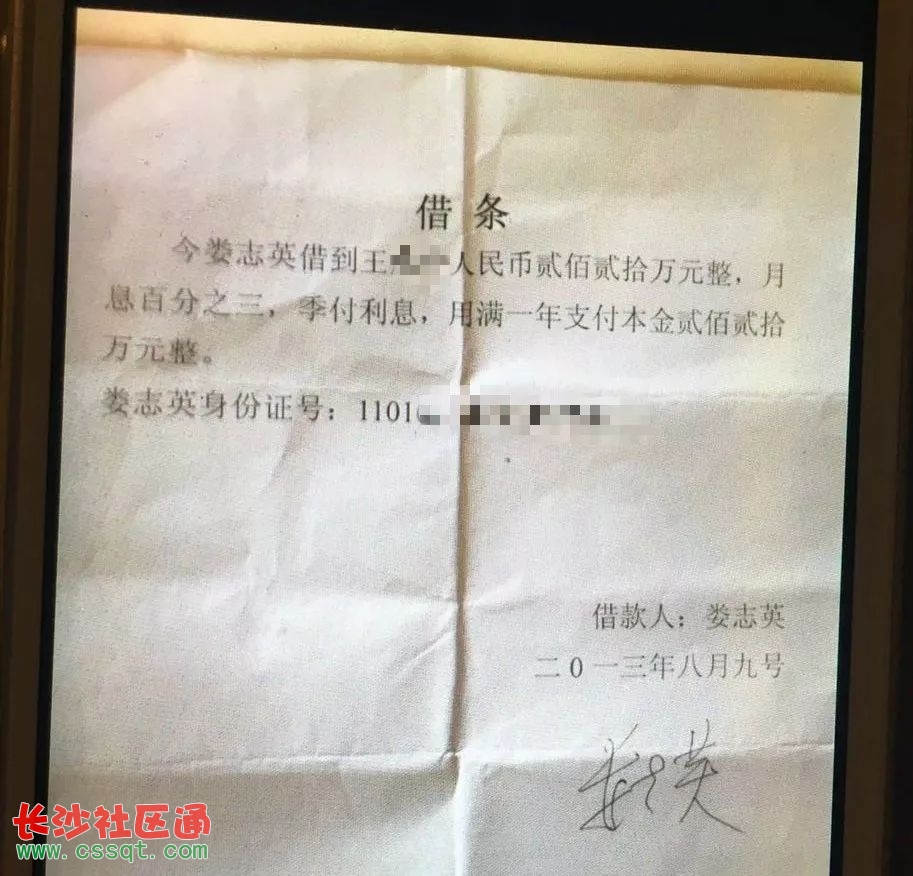 借条
今娄志英借到王 人民币贰佰贰拾万元整，月
息百分之三，季付利息，用满一年支付本金贰佰贰拾
万元整。
娄志英身份证号：1101
借款人：娄志英
二0一三年八月九号
娄志英
长沙社区通
www.cssqt.com